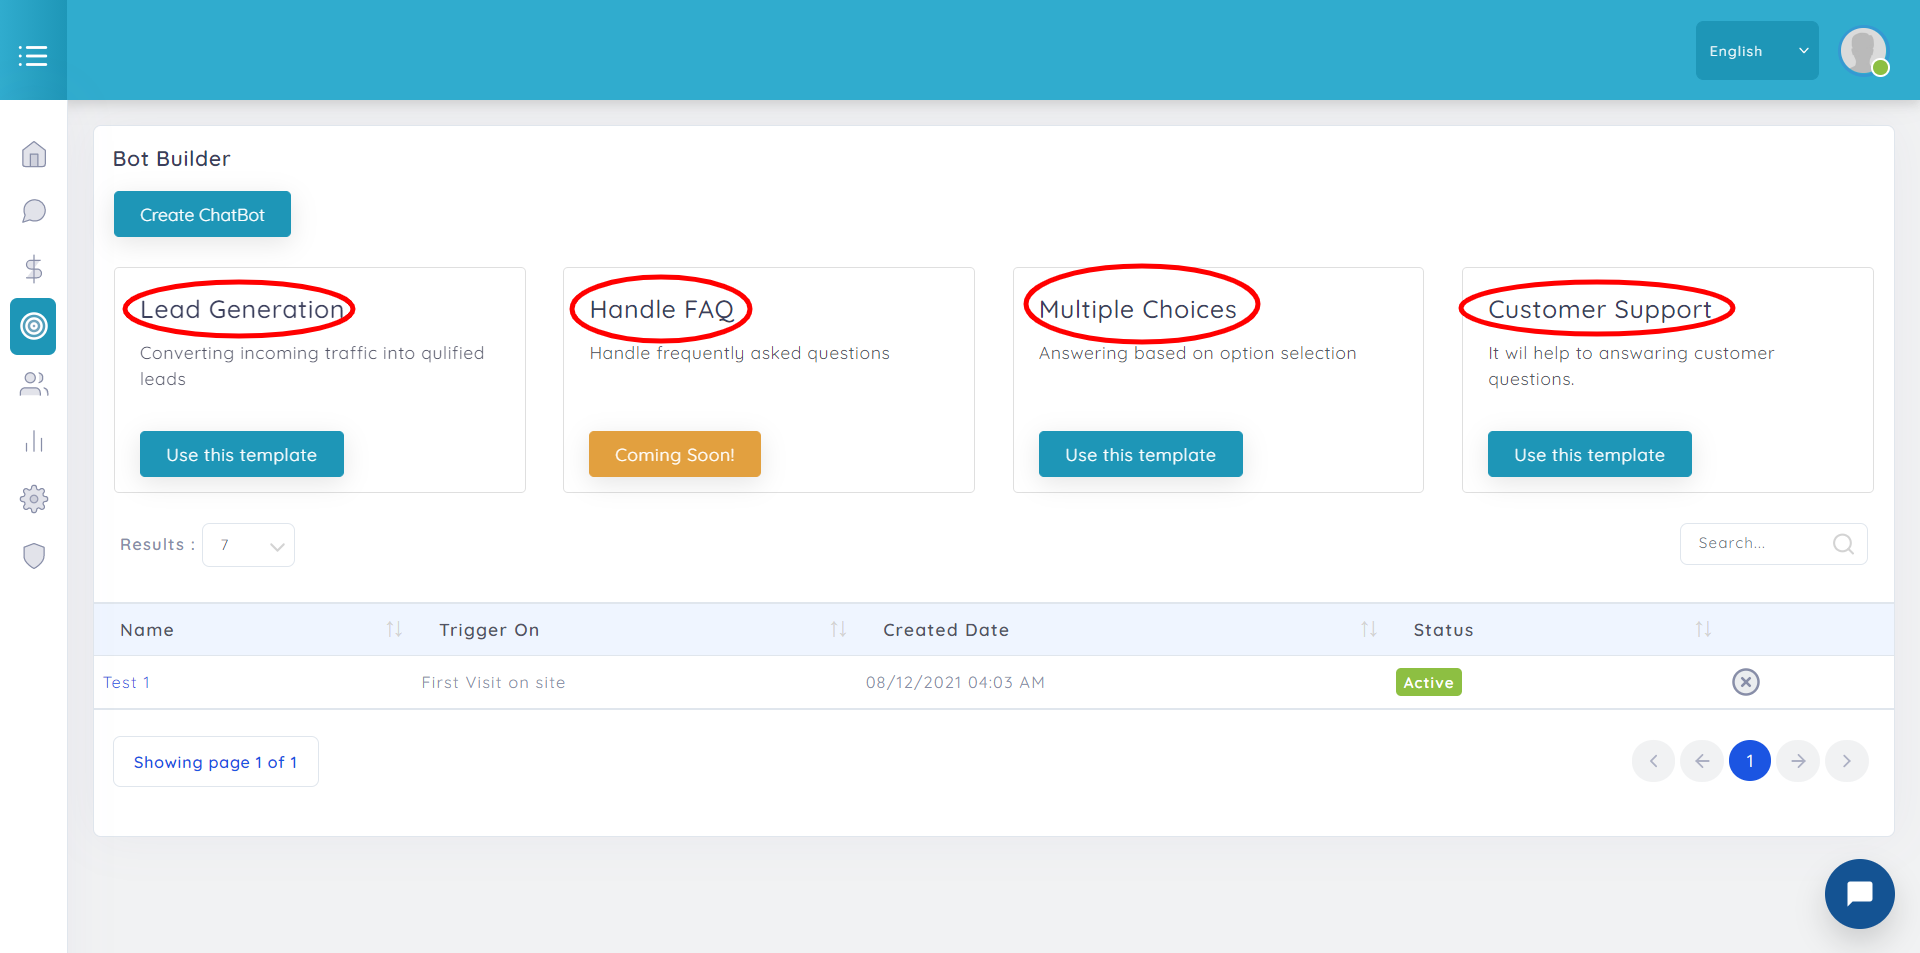 English
Bot Builder
Create ChatBot
Lead Generation
Converting incoming traffic into qulified
leads
Use this template
Handle FAQ
Handle frequently asked questions
Coming Soon!
Multiple Choices
Answering based on option selection
Use this template
Customer Support
It wil help to answaring customer
questions.
Use this template
Results : 7
Search...
Name Trigger On Created Date Status
Test 1 First Visit on site 08/12/2021 04:03 AM Active
Showing page 1 of 1
1